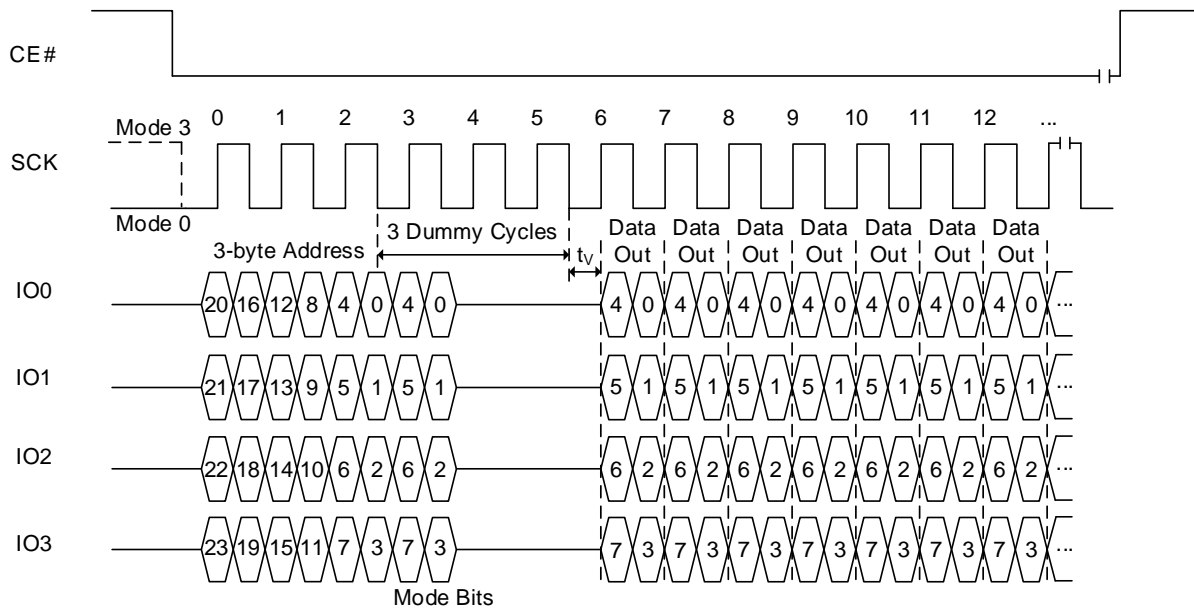 CE#
Mode 3 0 1 2 3 4 5 6 7 8 9 10 11 12 ...
SCK
Mode 0
3 Dummy Cycles Data Data Data Data Data Data Data
3-byte Address tV Out Out Out Out Out Out Out
IO0 20 16 12 8 4 0 4 0 4 0 4 0 4 0 4 0 4 0 4 0 4 0 ...
IO1 21 17 13 9 5 1 5 1 5 1 5 1 5 1 5 1 5 1 5 1 5 1 ...
IO2 22 18 14 10 6 2 6 2 6 2 6 2 6 2 6 2 6 2 6 2 6 2 ...
IO3 23 19 15 11 7 3 7 3 7 3 7 3 7 3 7 3 7 3 7 3 7 3 ...
Mode Bits